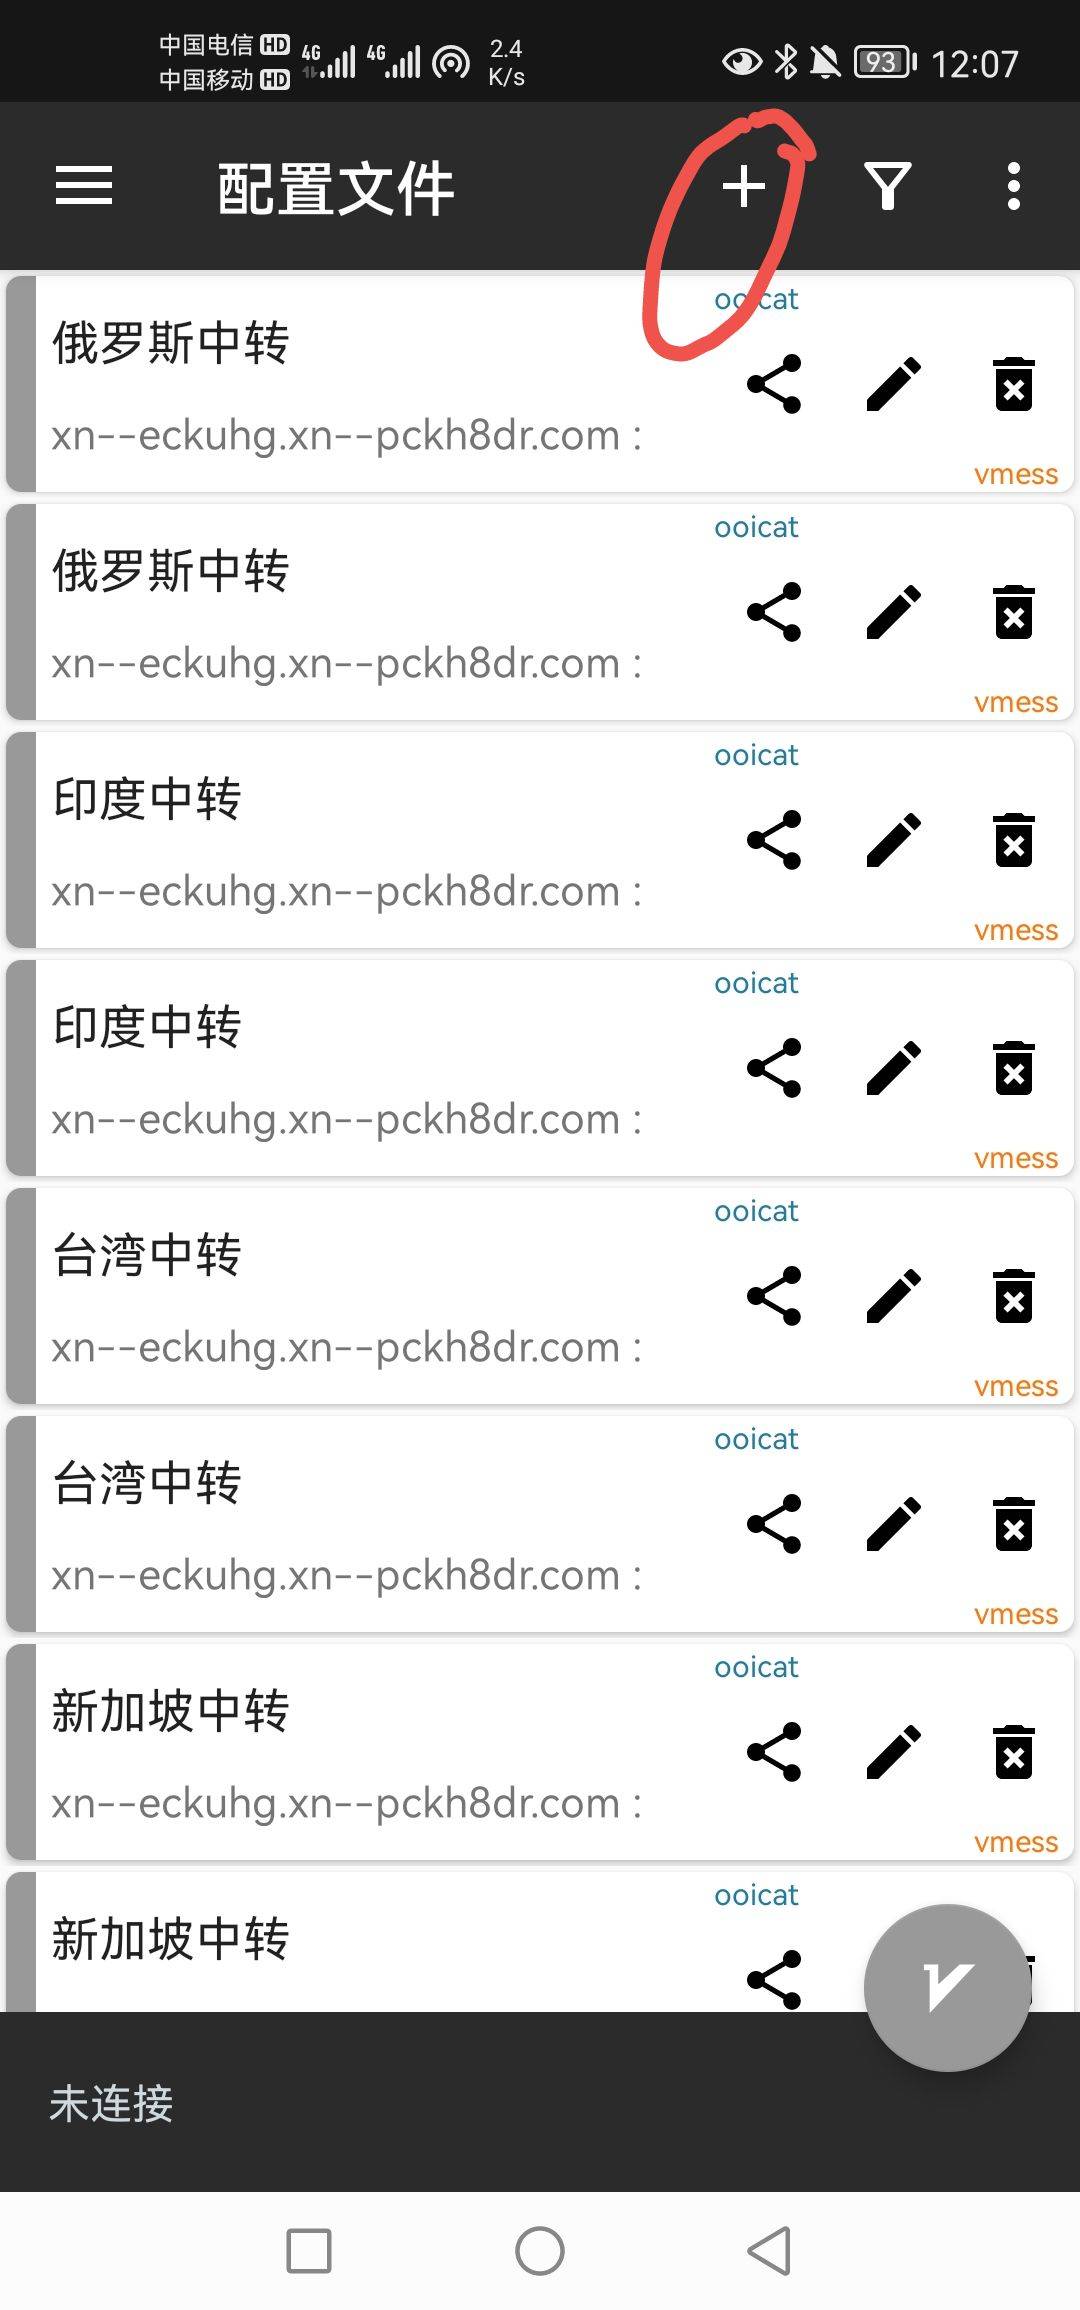 中国电信 HD 4G 4G 2.4 93 12:07
中国移动 HD K/s
配置文件
ooicat
俄罗斯中转
xn--eckuhg.xn--pckh8dr.com :
vmess
ooicat
俄罗斯中转
xn--eckuhg.xn--pckh8dr.com :
vmess
ooicat
印度中转
xn--eckuhg.xn--pckh8dr.com :
vmess
ooicat
印度中转
xn--eckuhg.xn--pckh8dr.com :
vmess
ooicat
台湾中转
xn--eckuhg.xn--pckh8dr.com :
vmess
ooicat
台湾中转
xn--eckuhg.xn--pckh8dr.com :
vmess
ooicat
新加坡中转
xn--eckuhg.xn--pckh8dr.com :
vmess
ooicat
新加坡中转
未连接